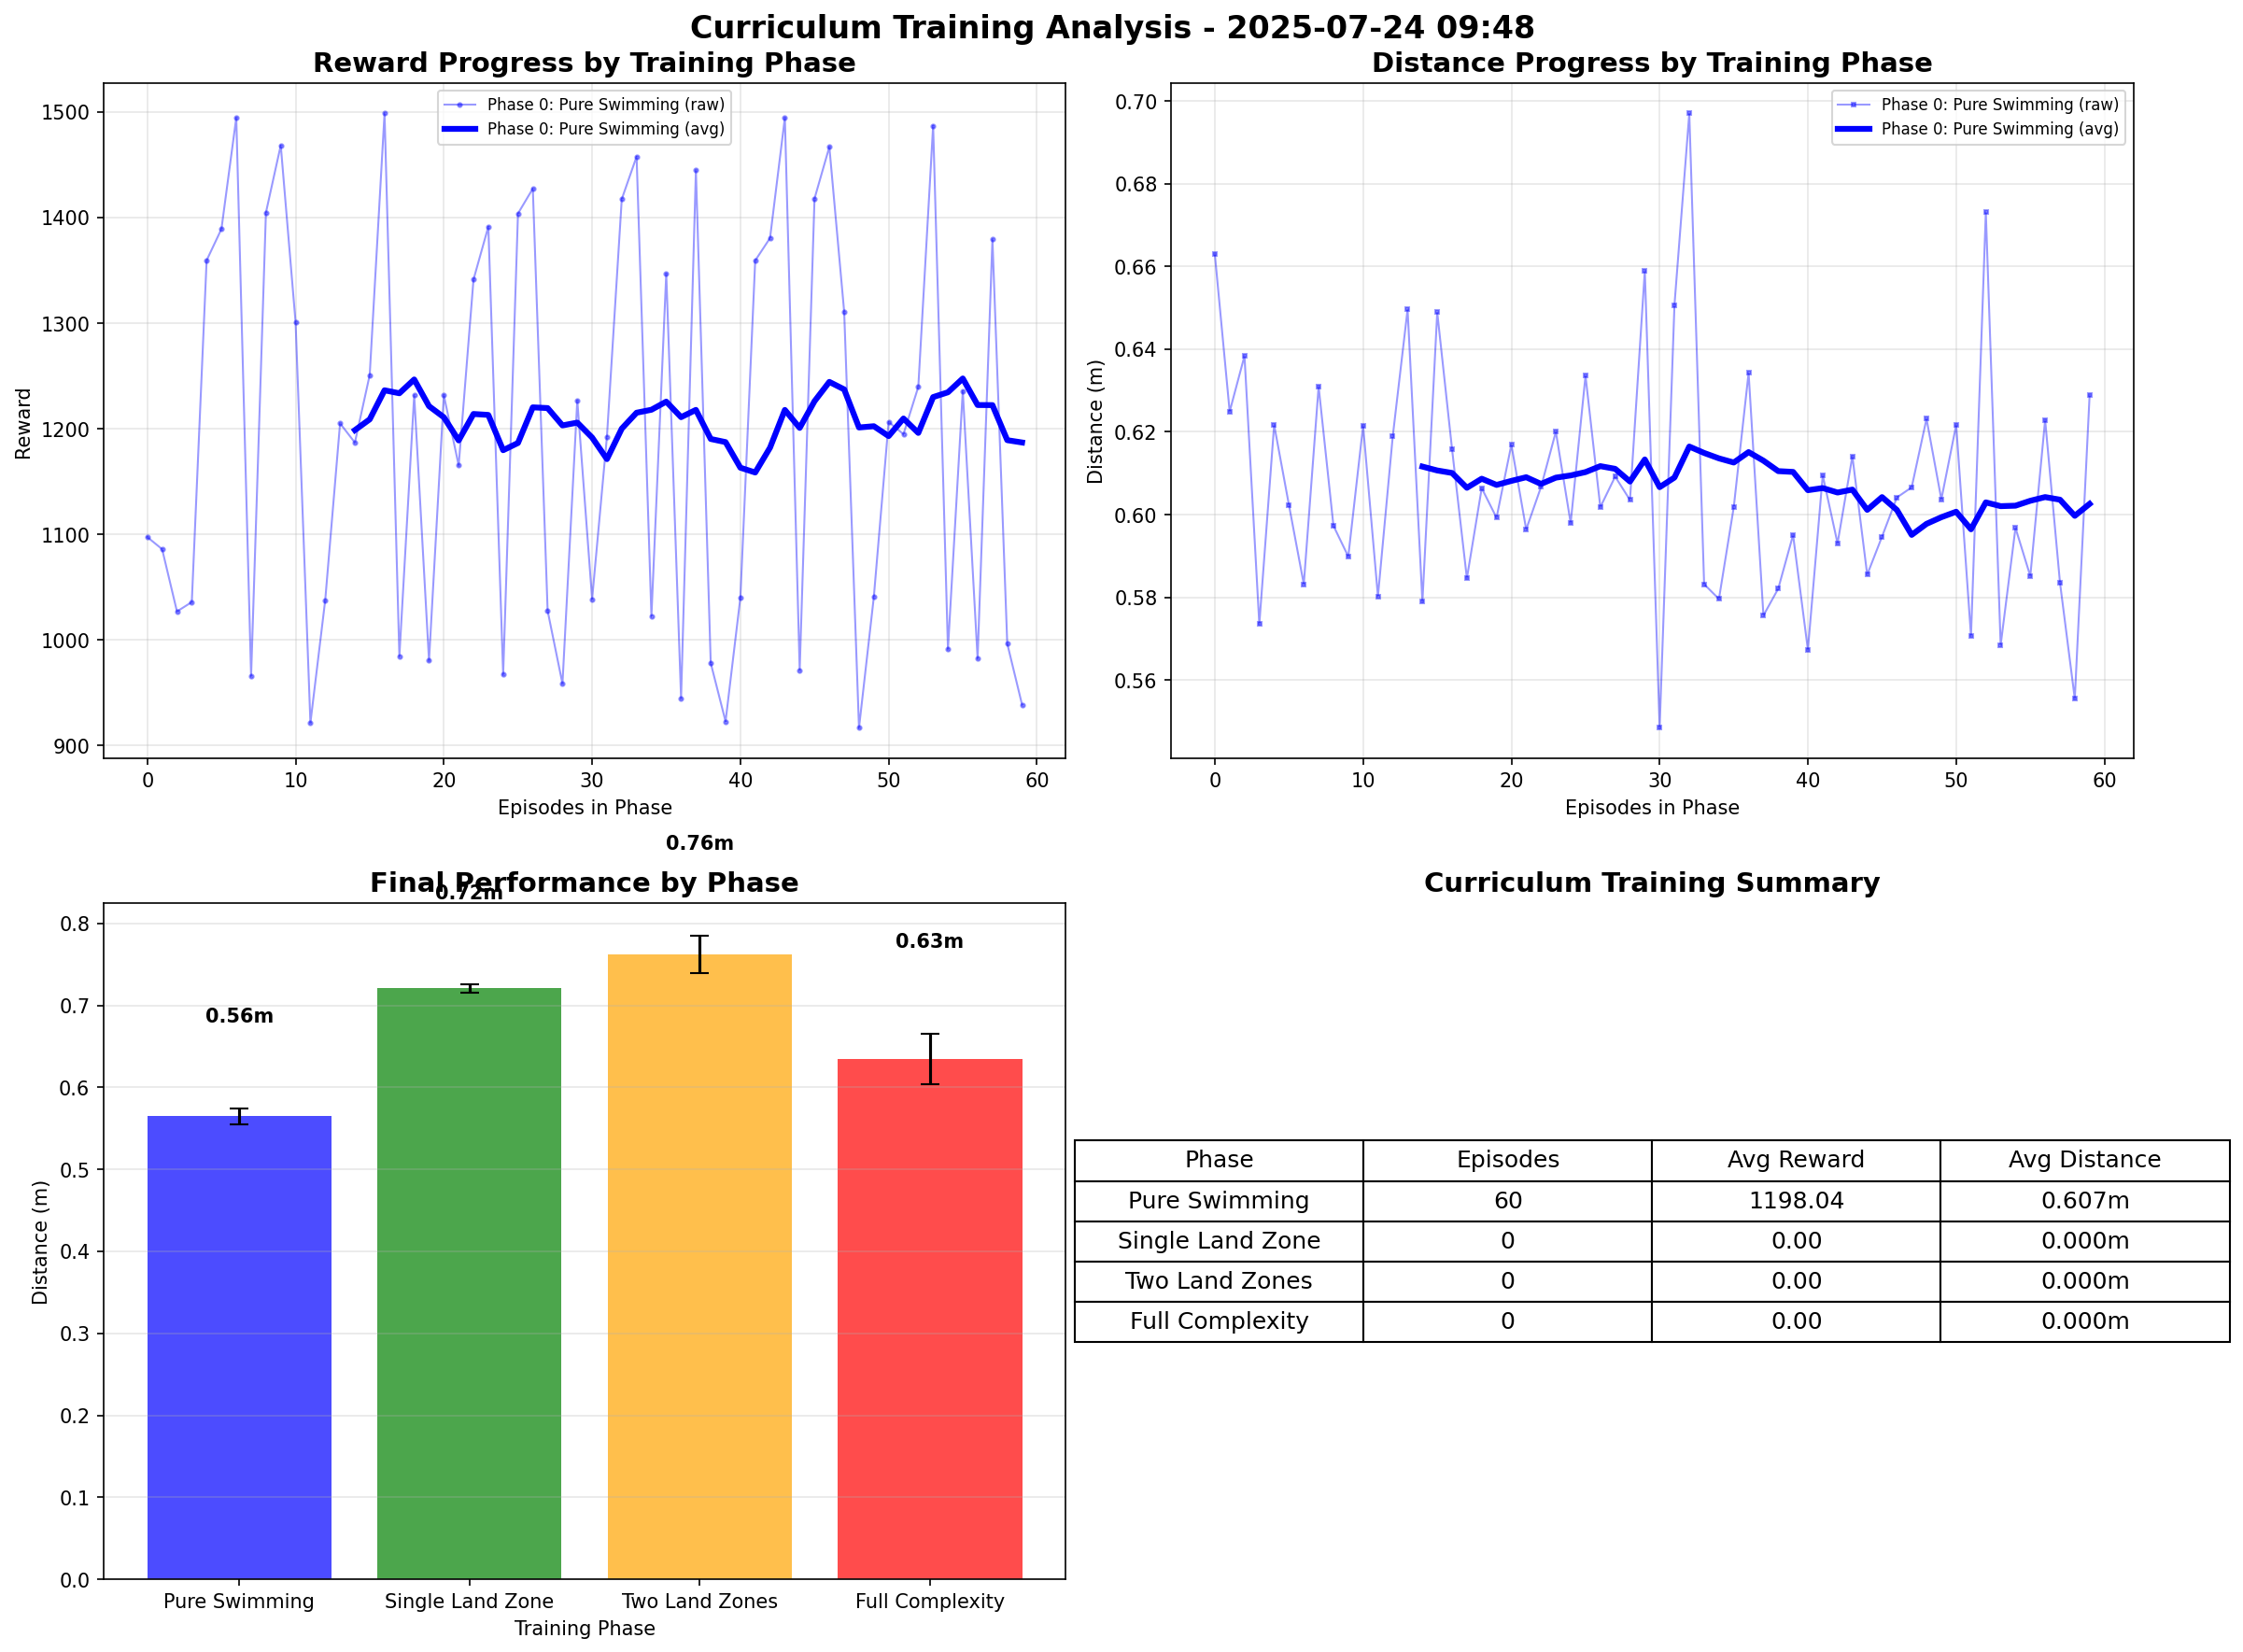 Curriculum Training Analysis - 2025-07-24 09:48
Reward Progress by Training Phase
Phase 0: Pure Swimming (raw)
Phase 0: Pure Swimming (avg)
1500
1400
1300
1200
1100
1000
900
Reward
0 10 20 30 40 50 60
Episodes in Phase
Distance Progress by Training Phase
Phase 0: Pure Swimming (raw)
Phase 0: Pure Swimming (avg)
0.70
0.68
0.66
0.64
0.62
0.60
0.58
0.56
Distance (m)
0 10 20 30 40 50 60
Episodes in Phase
Final Performance by Phase
0.76m
0.72m
0.63m
0.56m
0.8
0.7
0.6
0.5
0.4
0.3
0.2
0.1
0.0
Distance (m)
Pure Swimming Single Land Zone Two Land Zones Full Complexity
Training Phase
Curriculum Training Summary
Phase Episodes Avg Reward Avg Distance
Pure Swimming 60 1198.04 0.607m
Single Land Zone 0 0.00 0.000m
Two Land Zones 0 0.00 0.000m
Full Complexity 0 0.00 0.000m